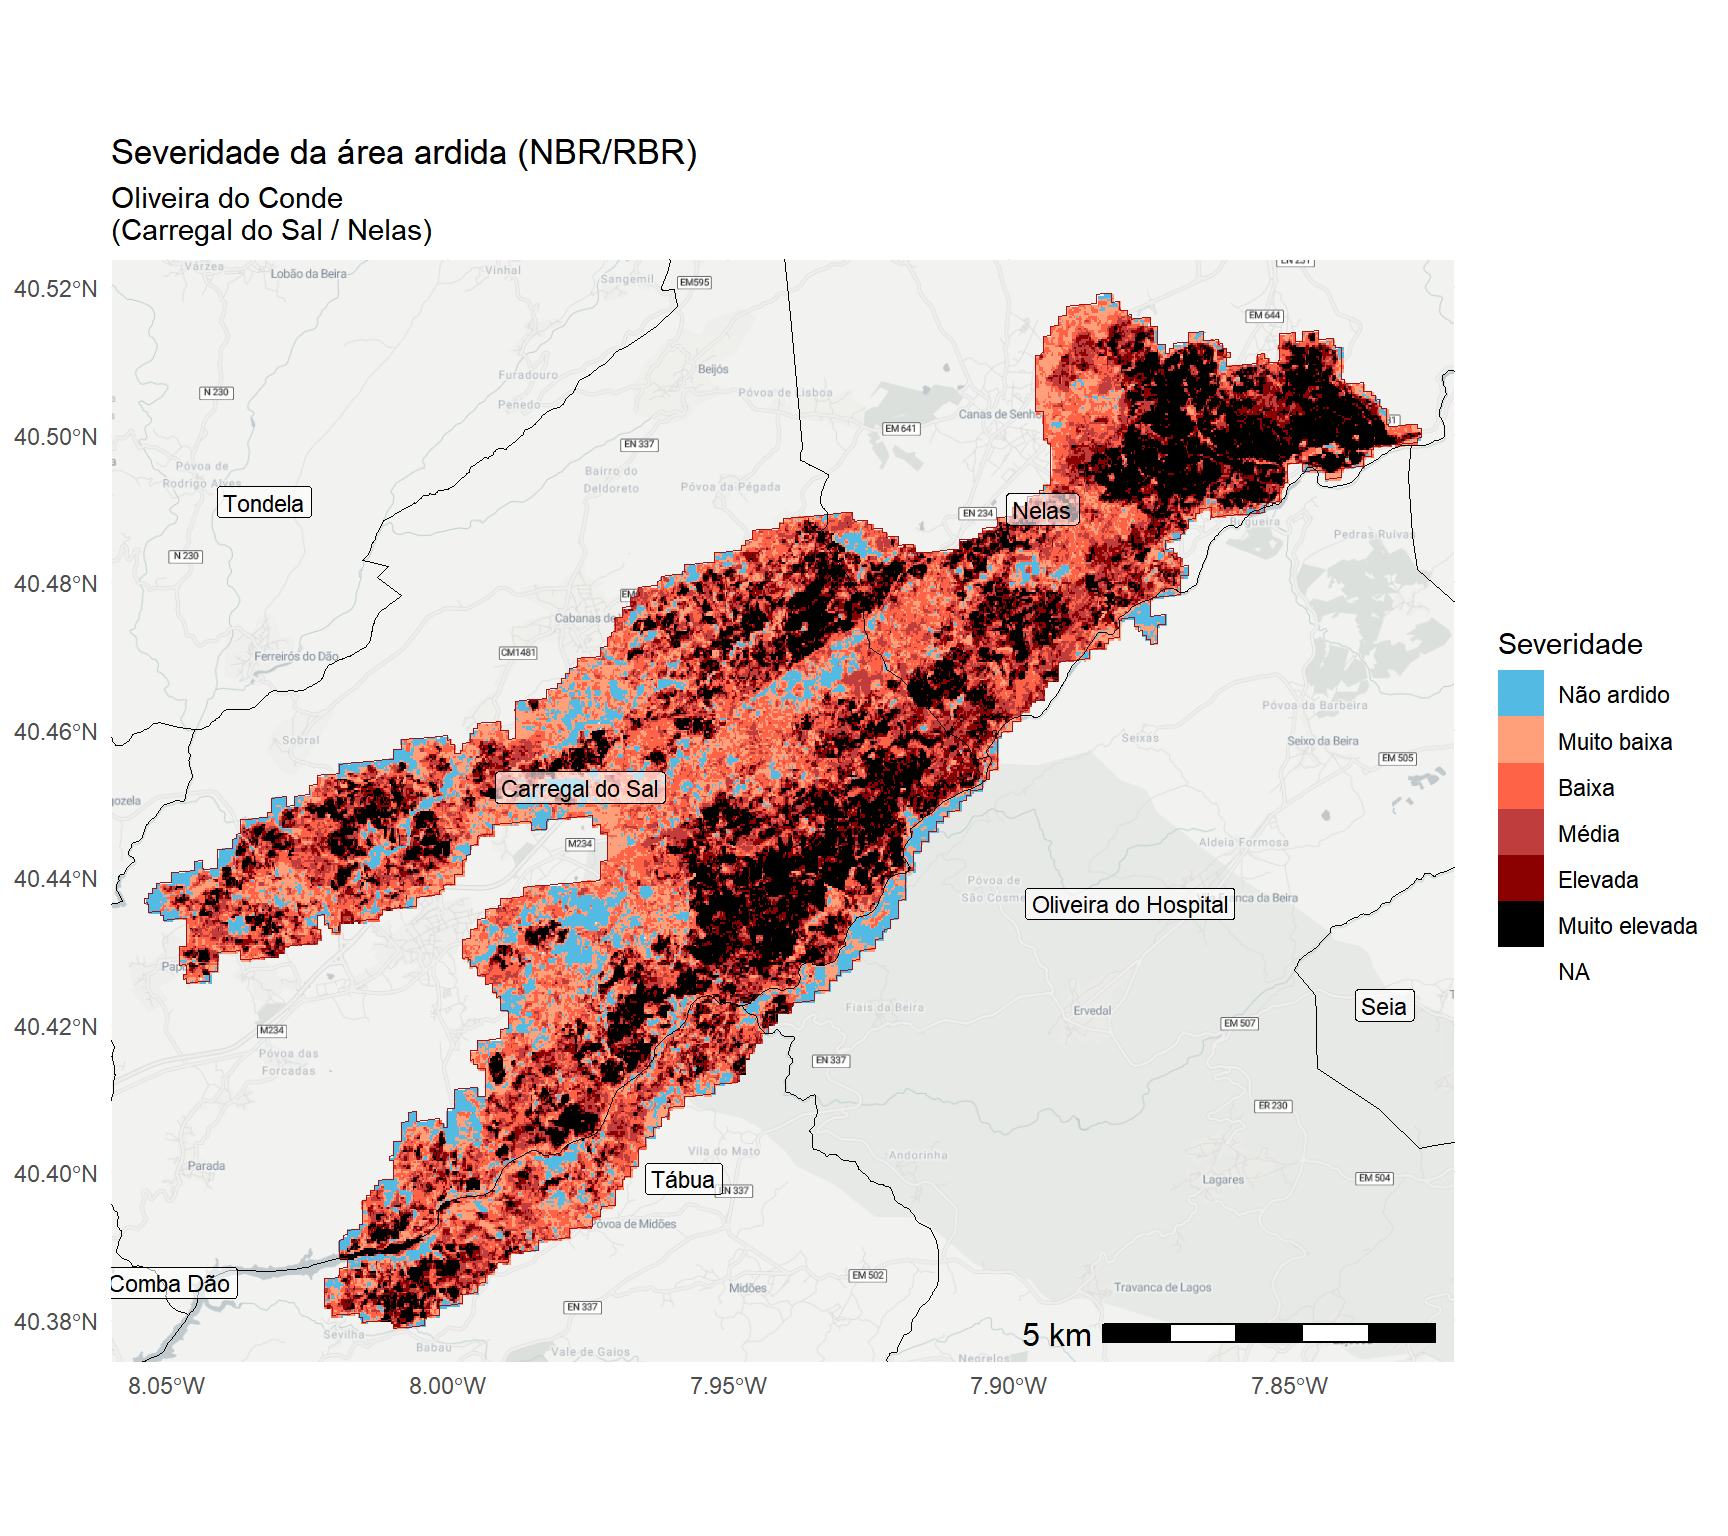 Severidade da área ardida (NBR/RBR)
Oliveira do Conde
(Carregal do Sal / Nelas)
40.52°N
40.50°N
40.48°N
40.46°N
40.44°N
40.42°N
40.40°N
40.38°N
Várzea
Lobão da Beira
Vinhal
Sangemil
EM595
EN 231
EM 644
Beijós
Furadouro
Penedo
Póvoa de Lisboa
N 230
EM 641
Canas de Senh
EN 337
Póvoa de
Rodrigo Alves
Bairro do
Deldoreto
Póvoa da Pégada
Tondela
EN 234
Nelas
Pedras Ruivas
N 230
Cabanas de
CM1481
Ferreirós do Dão
Póvoa da Barbeira
Sobral
Seixas
Seixo da Beira
EM 505
Carregal do Sal
M234
Aldeia Formosa
Póvoa de
São Cosme
Oliveira do Hospital
nca da Beira
Fiais da Beira
Ervedal
Seia
EM 507
M234
Póvoa das
Forcadas
EN 337
ER 230
Parada
Vila do Mato
Andorinha
Tábua
EN 337
Lagares
EM 504
Póvoa de Midões
Comba Dão
EM 502
Midões
Travanca de Lagos
EN 337
Sevilha
Babau
Vale de Gaios
Negrelos
5 km
8.05°W
8.00°W
7.95°W
7.90°W
7.85°W
Severidade
Não ardido
Muito baixa
Baixa
Média
Elevada
Muito elevada
NA